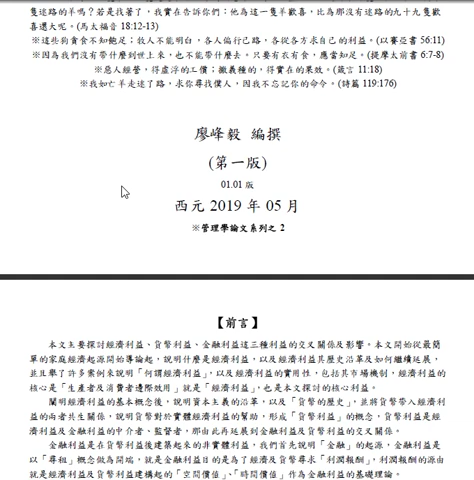 隻迷路的羊嗎？若是找著了，我實在告訴你們：他為這一隻羊歡喜，比為那沒有迷路的九十九隻歡
喜還大呢。(馬太福音 18:12-13)
※這些狗貪食不知飽足；牧人不能明白，各人偏行己路，各從各方求自己的利益。(以賽亞書 56:11)
※因為我們沒有帶什麼到世上來，也不能帶什麼去。只要有衣有食，應當知足。(提摩太前書 6:7-8)
※惡人經營，得虛浮的工價；撒義種的，得實在的果效。(箴言 11:18)
※我如亡羊走迷了路，求你尋找僕人，因我不忘記你的命令。(詩篇 119:176)
廖峰毅 編撰
(第一版)
01.01 版
西元 2019 年 05 月
※管理學論文系列之 2
【前言】
本文主要探討經濟利益、貨幣利益、金融利益這三種利益的交叉關係及影響。本文開始從最簡
單的家庭經濟起源開始導論起，說明什麼是經濟利益，以及經濟利益其歷史沿革及如何繼續延展，
並且舉了許多案例來說明「何謂經濟利益」，以及經濟利益的實用性，包括其市場機制，經濟利益的
核心是「生產者及消費者邊際效用」就是「經濟利益」，也是本文探討的核心利益。
闡明經濟利益的基本概念後，說明資本主義的沿革，以及「貨幣的歷史」，並將貨幣帶入經濟利
益的兩者共生關係，說明貨幣對於實體經濟利益的幫助，形成「貨幣利益」的概念，貨幣利益是經
濟利益及金融利益的中介者、監督者，那由此再延展到金融利益及貨幣利益的交叉關係。
金融利益是在貨幣利益後建築起來的非實體利益，我們首先說明「金融」的起源，金融利益是
以「尋租」概念做為開端，就是金融利益目的是為了經濟及貨幣尋求「利潤報酬」，利潤報酬的源由
就是經濟利益及貨幣利益建構起的「空間價值」、「時間價值」作為金融利益的基礎理論。